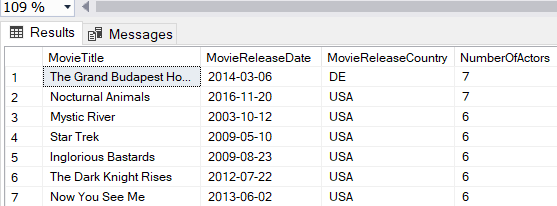 109 %
Results Messages
MovieTitle MovieReleaseDate MovieReleaseCountry NumberOfActors
1 The Grand Budapest Ho... 2014-03-06 DE 7
2 Nocturnal Animals 2016-11-20 USA 7
3 Mystic River 2003-10-12 USA 6
4 Star Trek 2009-05-10 USA 6
5 Inglorious Bastards 2009-08-23 USA 6
6 The Dark Knight Rises 2012-07-22 USA 6
7 Now You See Me 2013-06-02 USA 6